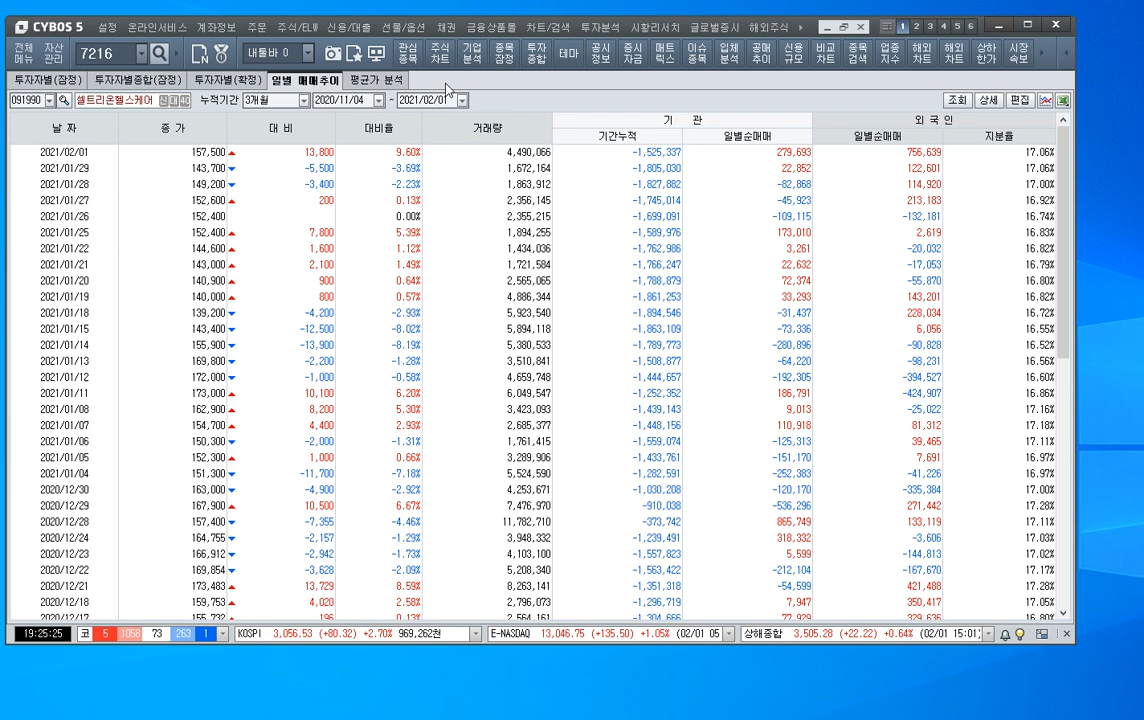 CYBOS 5 설정 온라인서비스 계좌정보 주문 주식/ELW 신용/대출 선물/옵션 채권 금융상품몰 차트/검색 투자분석 시황리서치 글로벌증시 해외주식 1 2 3 4 5 6
전체메뉴 자산관리 7216 내툴바 0 관심종목 주식차트 기업분석 종목잠정 투자종합 테마 공시정보 증시자금 매트릭스 이슈종목 입체분석 공매추이 신용규모 비교차트 종목검색 업종지수 해외차트 해외차트 상하한가 시장속보
투자자별(잠정) 투자자별종합(잠정) 투자자별(확정) 일별 매매추이 평균가 분석
091990 셀트리온헬스케어 신 대 40 누적기간 3개월 2020/11/04 ~ 2021/02/01 조회 상세 편집
날 짜 종 가 대 비 대비율 거래량 기 관 외 국 인
기간누적 일별순매매 일별순매매 지분율
2021/02/01 157,500 ▲ 13,800 9.60% 4,490,066 -1,525,337 279,693 756,639 17.06%
2021/01/29 143,700 ▼ -5,500 -3.69% 1,672,164 -1,805,030 22,852 122,601 17.06%
2021/01/28 149,200 ▼ -3,400 -2.23% 1,863,912 -1,827,882 -82,868 114,920 17.00%
2021/01/27 152,600 ▲ 200 0.13% 2,356,145 -1,745,014 -45,923 213,183 16.92%
2021/01/26 152,400 0.00% 2,355,215 -1,699,091 -109,115 -132,181 16.74%
2021/01/25 152,400 ▲ 7,800 5.39% 1,894,255 -1,589,976 173,010 2,619 16.83%
2021/01/22 144,600 ▲ 1,600 1.12% 1,434,036 -1,762,986 3,261 -20,032 16.82%
2021/01/21 143,000 ▲ 2,100 1.49% 1,721,584 -1,766,247 22,632 -17,053 16.79%
2021/01/20 140,900 ▲ 900 0.64% 2,565,065 -1,788,879 72,374 -55,870 16.80%
2021/01/19 140,000 ▲ 800 0.57% 4,886,344 -1,861,253 33,293 143,201 16.82%
2021/01/18 139,200 ▼ -4,200 -2.93% 5,923,540 -1,894,546 -31,437 228,034 16.72%
2021/01/15 143,400 ▼ -12,500 -8.02% 5,894,118 -1,863,109 -73,336 6,056 16.55%
2021/01/14 155,900 ▼ -13,900 -8.19% 5,380,533 -1,789,773 -280,896 -90,828 16.52%
2021/01/13 169,800 ▼ -2,200 -1.28% 3,510,841 -1,508,877 -64,220 -98,231 16.56%
2021/01/12 172,000 ▼ -1,000 -0.58% 4,659,748 -1,444,657 -192,305 -394,527 16.60%
2021/01/11 173,000 ▲ 10,100 6.20% 6,049,547 -1,252,352 186,791 -424,907 16.86%
2021/01/08 162,900 ▲ 8,200 5.30% 3,423,093 -1,439,143 9,013 -25,022 17.16%
2021/01/07 154,700 ▲ 4,400 2.93% 2,685,377 -1,448,156 110,918 81,312 17.18%
2021/01/06 150,300 ▼ -2,000 -1.31% 1,761,415 -1,559,074 -125,313 39,465 17.11%
2021/01/05 152,300 ▲ 1,000 0.66% 3,289,906 -1,433,761 -151,170 7,691 16.97%
2021/01/04 151,300 ▼ -11,700 -7.18% 5,524,590 -1,282,591 -252,383 -41,226 16.97%
2020/12/30 163,000 ▼ -4,900 -2.92% 4,253,671 -1,030,208 -120,170 -335,384 17.00%
2020/12/29 167,900 ▲ 10,500 6.67% 7,476,970 -910,038 -536,296 271,442 17.28%
2020/12/28 157,400 ▼ -7,355 -4.46% 11,782,710 -373,742 865,749 133,119 17.11%
2020/12/24 164,755 ▼ -2,157 -1.29% 3,948,332 -1,239,491 318,332 -3,606 17.03%
2020/12/23 166,912 ▼ -2,942 -1.73% 4,103,100 -1,557,823 5,599 -144,813 17.02%
2020/12/22 169,854 ▼ -3,628 -2.09% 5,208,340 -1,563,422 -212,104 -167,670 17.17%
2020/12/21 173,483 ▲ 13,729 8.59% 8,263,141 -1,351,318 -54,599 421,488 17.28%
2020/12/18 159,753 ▲ 4,020 2.58% 2,796,073 -1,296,719 7,947 350,417 17.05%
2020/12/17 155,732 ▲ 196 0.13% 2,564,161 -1,304,666 77,929 329,636 16.80%
19:25:25 코 5 1058 73 263 1 KOSPI 3,056.53 (+80.32) +2.70% 969,262천 E-NASDAQ 13,046.75 (+135.50) +1.05% (02/01 05 상해종합 3,505.28 (+22.22) +0.64% (02/01 15:01)